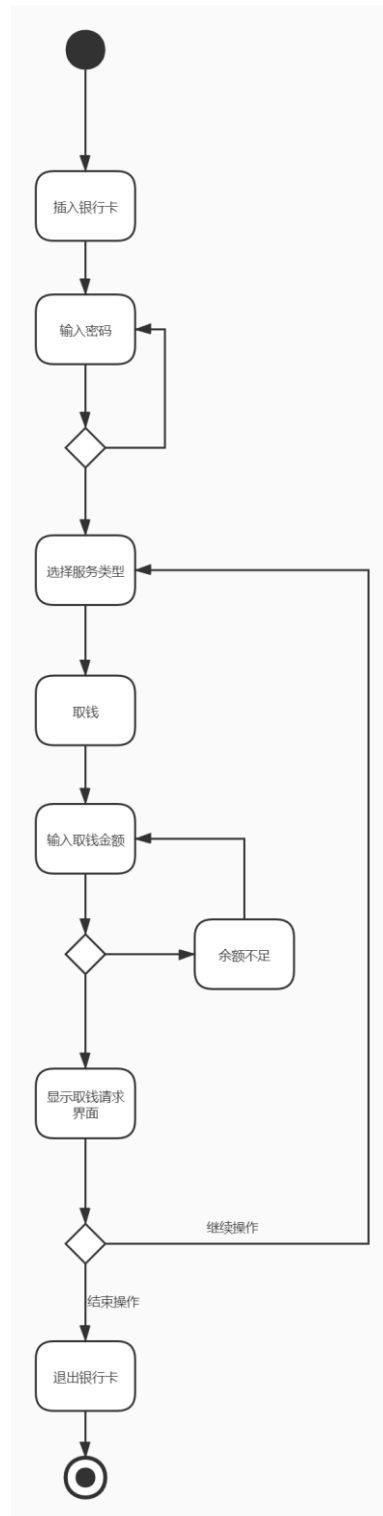 插入银行卡
输入密码
选择服务类型
取钱
输入取钱金额
余额不足
显示取钱请求
界面
继续操作
结束操作
退出银行卡